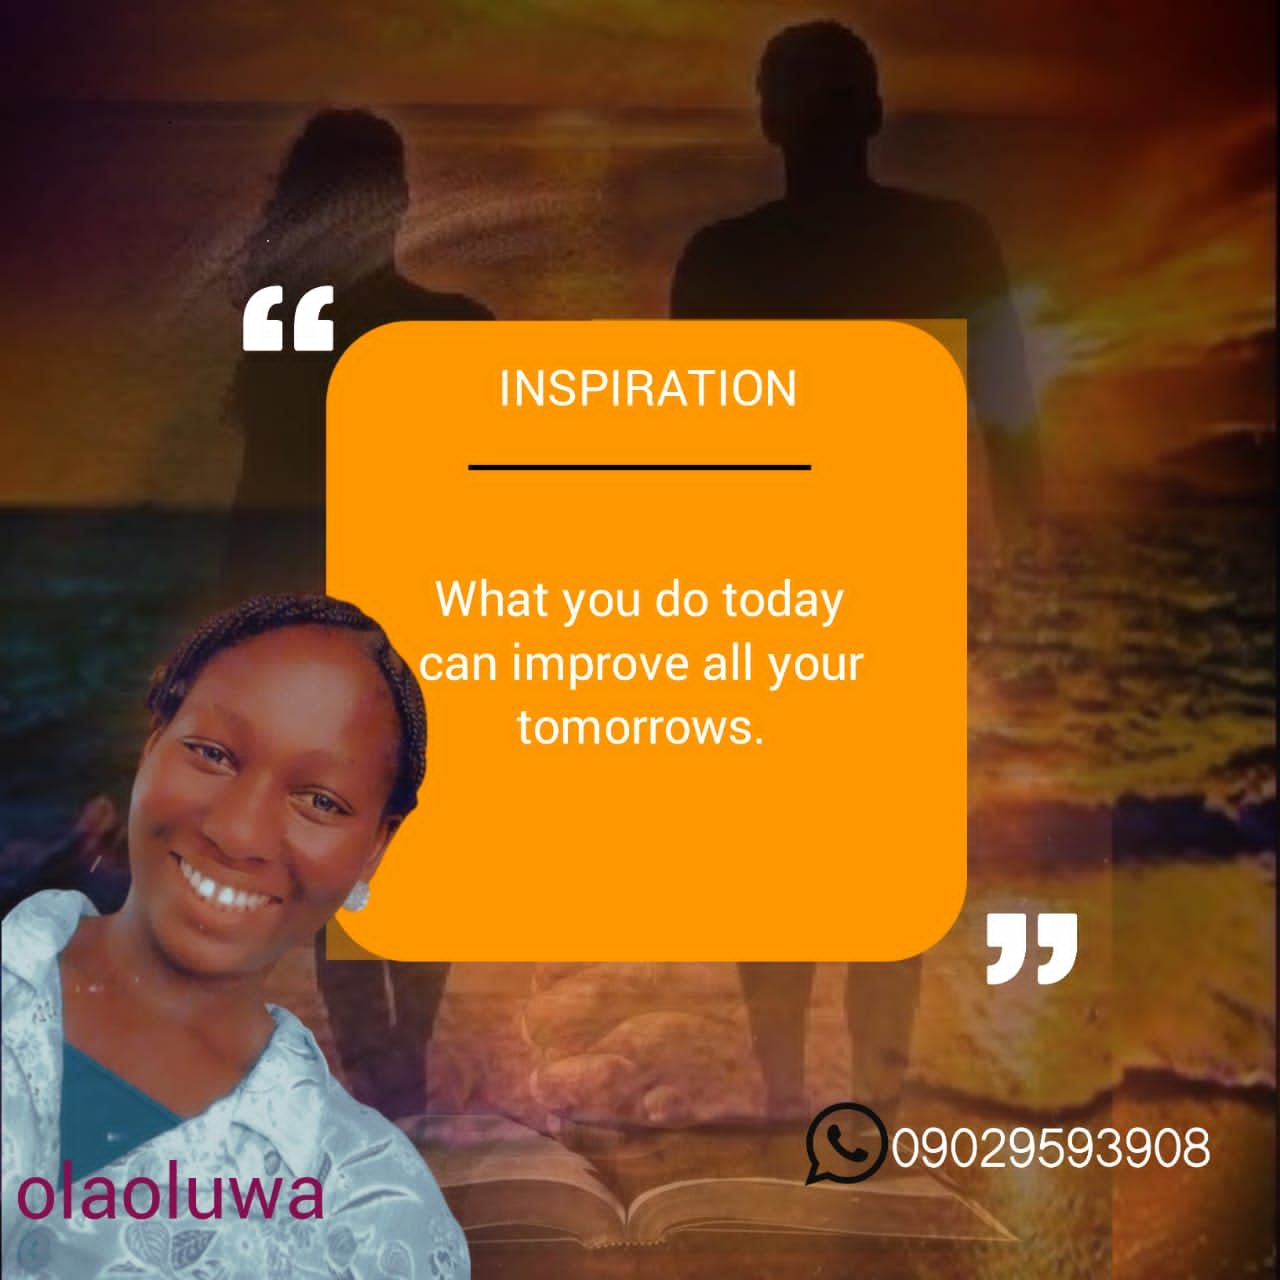 “
INSPIRATION
What you do today
can improve all your
tomorrows.
”
09029593908
olaoluwa